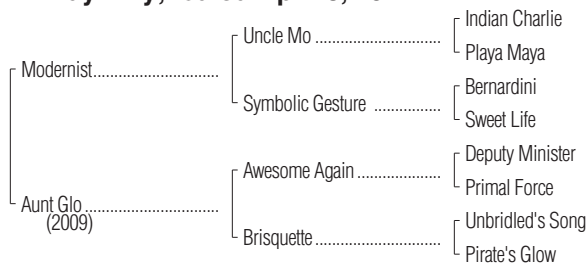 Indian Charlie
Uncle Mo
Playa Maya
Modernist
Bernardini
Symbolic Gesture
Sweet Life
Deputy Minister
Awesome Again
Primal Force
Aunt Glo
(2009)
Unbridled's Song
Brisquette
Pirate's Glow